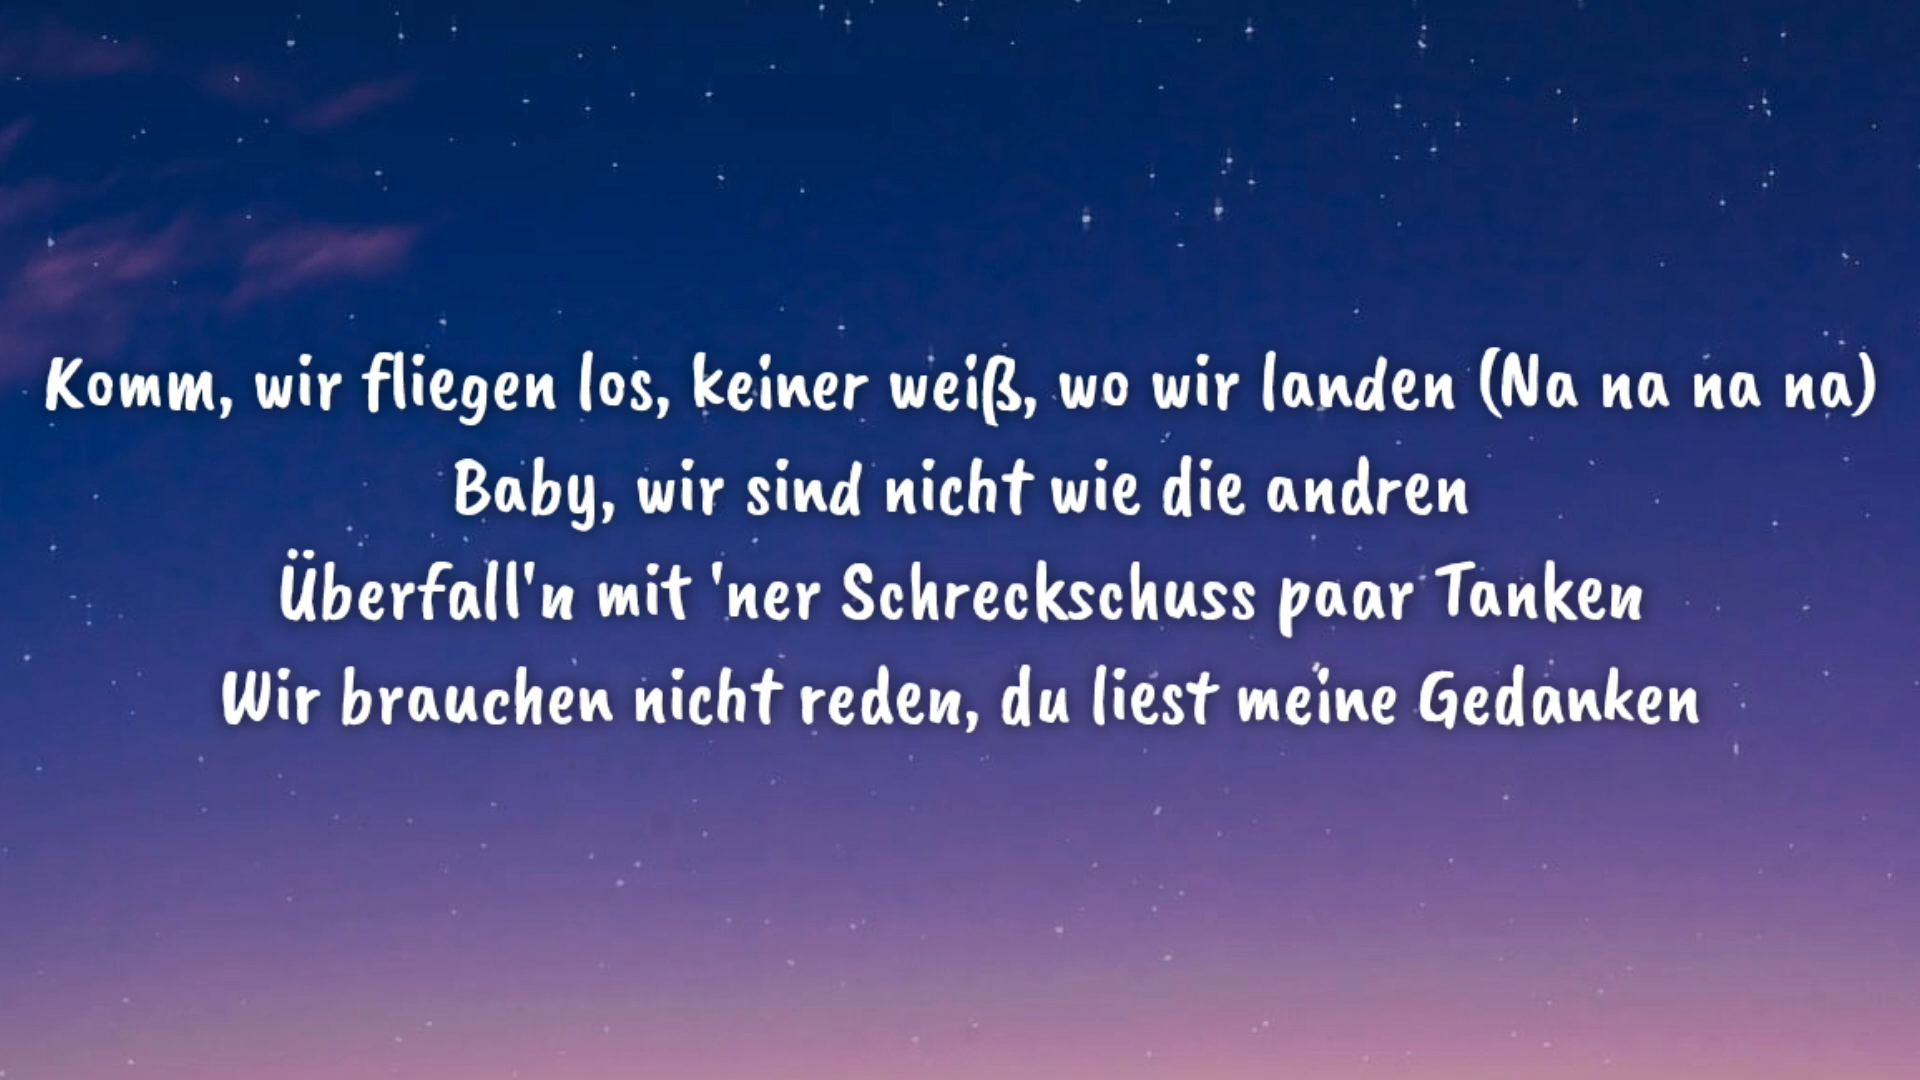 Komm, wir fliegen los, keiner weiß, wo wir landen (Na na na na)
Baby, wir sind nicht wie die andren
Überfall'n mit 'ner Schreckschuss paar Tanken
Wir brauchen nicht reden, du liest meine Gedanken